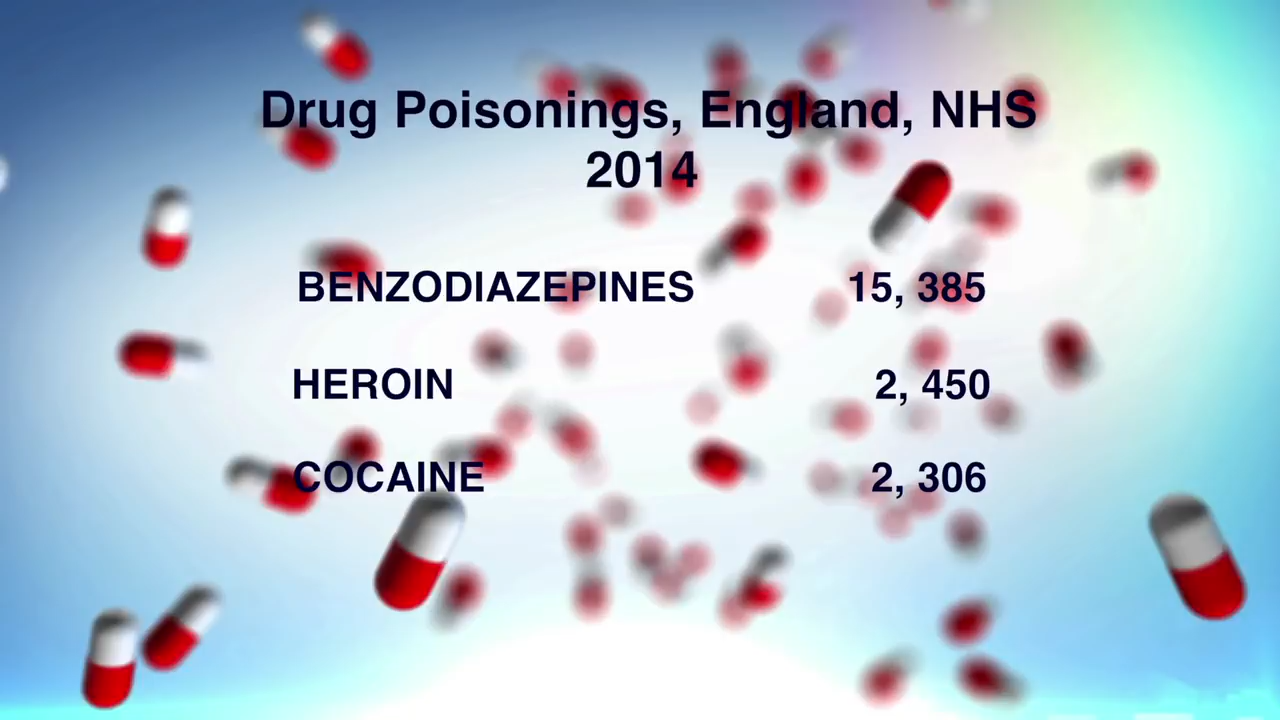 Drug Poisonings, England, NHS
2014
BENZODIAZEPINES 15, 385
HEROIN 2, 450
COCAINE 2, 306